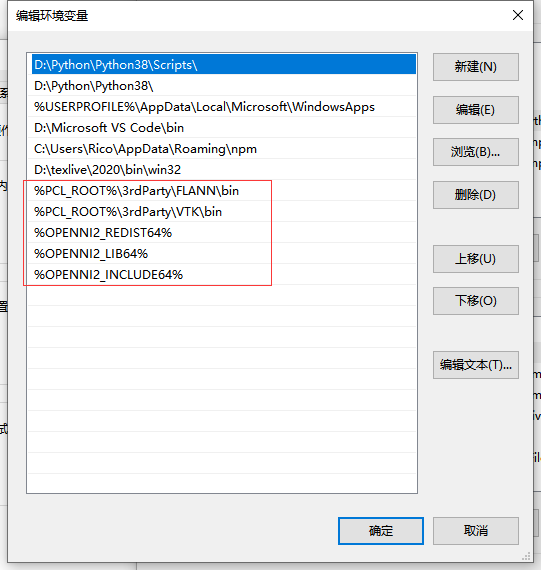 编辑环境变量
D:\Python\Python38\Scripts\
D:\Python\Python38\
%USERPROFILE%\AppData\Local\Microsoft\WindowsApps
D:\Microsoft VS Code\bin
C:\Users\Rico\AppData\Roaming\npm
D:\texlive\2020\bin\win32
%PCL_ROOT%\3rdParty\FLANN\bin
%PCL_ROOT%\3rdParty\VTK\bin
%OPENNI2_REDIST64%
%OPENNI2_LIB64%
%OPENNI2_INCLUDE64%
新建(N)
编辑(E)
浏览(B)...
删除(D)
上移(U)
下移(O)
编辑文本(T)...
确定
取消